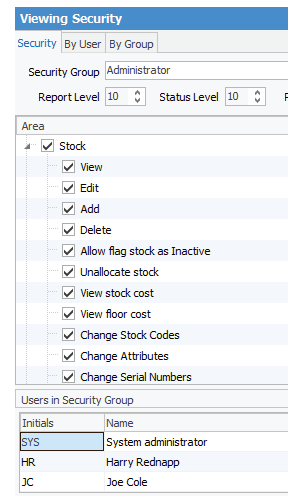 Viewing Security
Security By User By Group
Security Group Administrator
Report Level 10 Status Level 10
Area
Stock
View
Edit
Add
Delete
Allow flag stock as Inactive
Unallocate stock
View stock cost
View floor cost
Change Stock Codes
Change Attributes
Change Serial Numbers
Users in Security Group
Initials Name
SYS System administrator
HR Harry Rednapp
JC Joe Cole